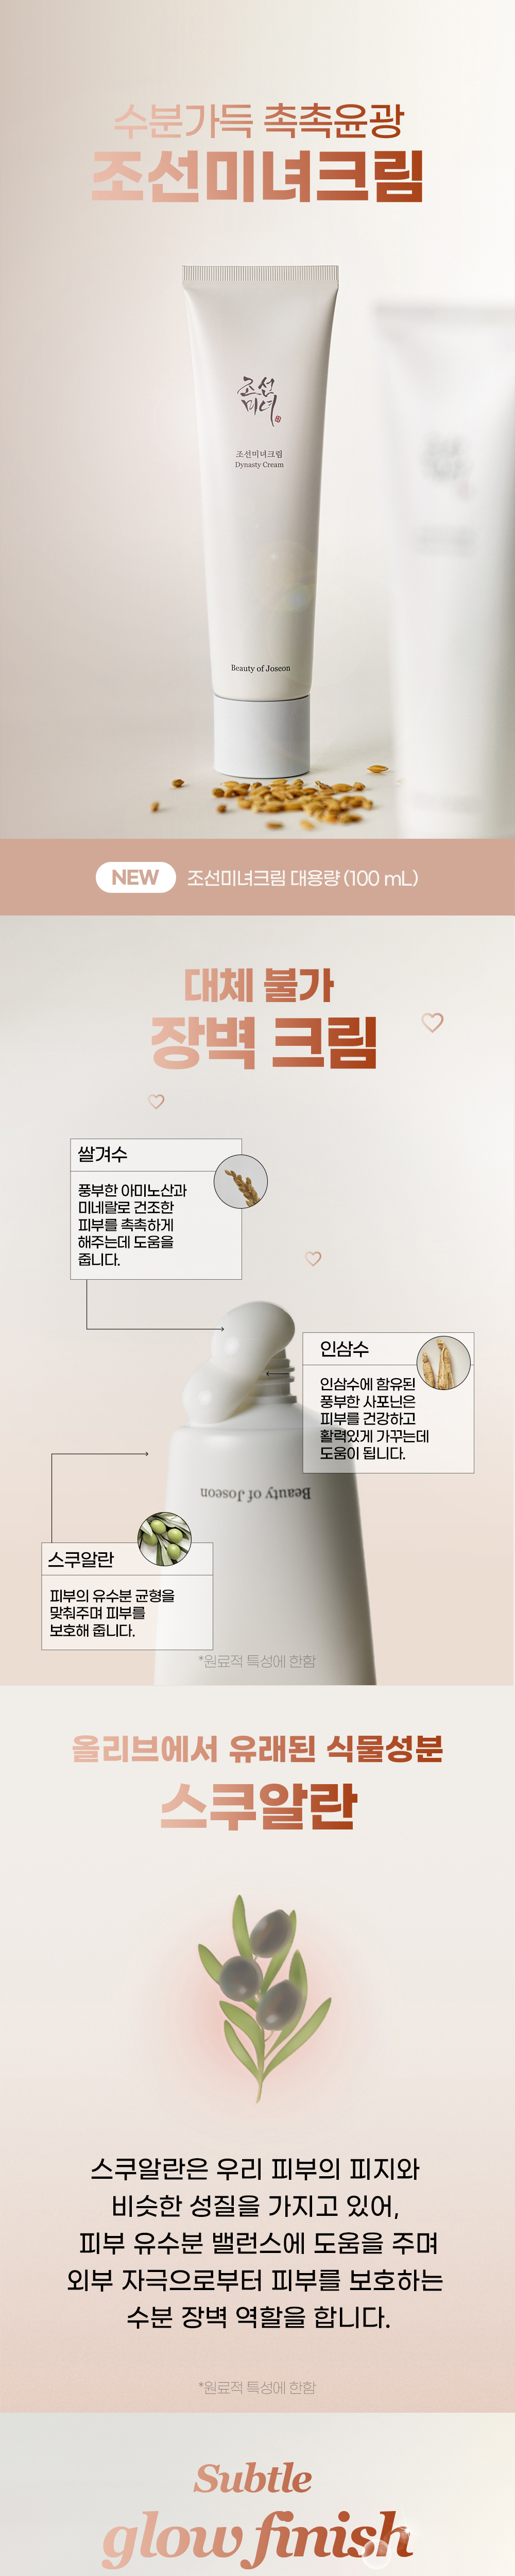 수분가득 촉촉윤광
조선미녀크림
조선
미녀
조선미녀크림
Dynasty Cream
Beauty of Joseon
NEW 조선미녀크림 대용량 (100 mL)
대체 불가
장벽 크림
쌀겨수
풍부한 아미노산과
미네랄로 건조한
피부를 촉촉하게
해주는데 도움을
줍니다.
인삼수
인삼수에 함유된
풍부한 사포닌은
피부를 건강하고
활력있게 가꾸는데
도움이 됩니다.
Beauty of Joseon
스쿠알란
피부의 유수분 균형을
맞춰주며 피부를
보호해 줍니다.
*원료적 특성에 한함
올리브에서 유래된 식물성분
스쿠알란
스쿠알란은 우리 피부의 피지와
비슷한 성질을 가지고 있어,
피부 유수분 밸런스에 도움을 주며
외부 자극으로부터 피부를 보호하는
수분 장벽 역할을 합니다.
*원료적 특성에 한함
Subtle
glow finish